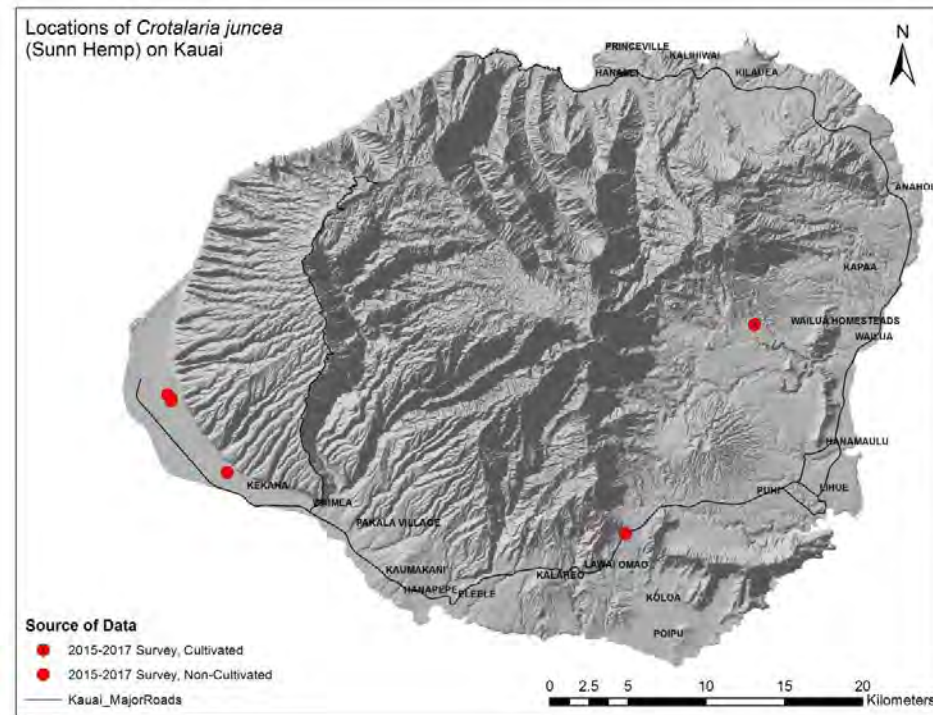 Locations of Crotalaria juncea
(Sunn Hemp) on Kauai
N
PRINCEVILLE
KALIHIWAI
HANALEI
KILAUEA
ANAHOL
KAPAA
WAILUA HOMESTEADS
WAILUA
HANAMAULU
KEKAHA
WAIMEA
PUHI
LIHUE
PAKALA VILLAGE
LAWAI OMAO
KAUMAKANI
KALAHEO
HANAPEPE
ELEELE
KOLOA
POIPU
Source of Data
2015-2017 Survey, Cultivated
2015-2017 Survey, Non-Cultivated
Kauai_MajorRoads
0 2.5 5 10 15 20
Kilometers